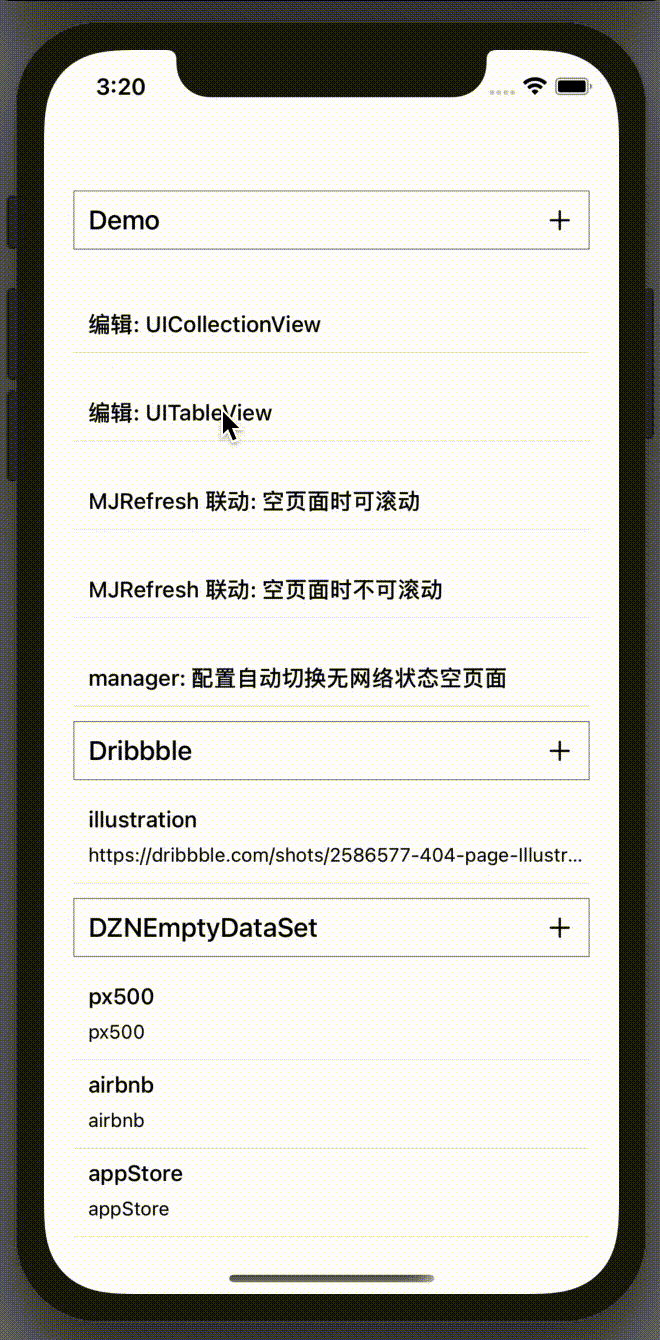 3:20
Demo
编辑: UICollectionView
编辑: UITableView
MJRefresh 联动: 空页面时可滚动
MJRefresh 联动: 空页面时不可滚动
manager: 配置自动切换无网络状态空页面
Dribbble
illustration
https://dribbble.com/shots/2586577-404-page-Illustr...
DZNEmptyDataSet
px500
px500
airbnb
airbnb
appStore
appStore